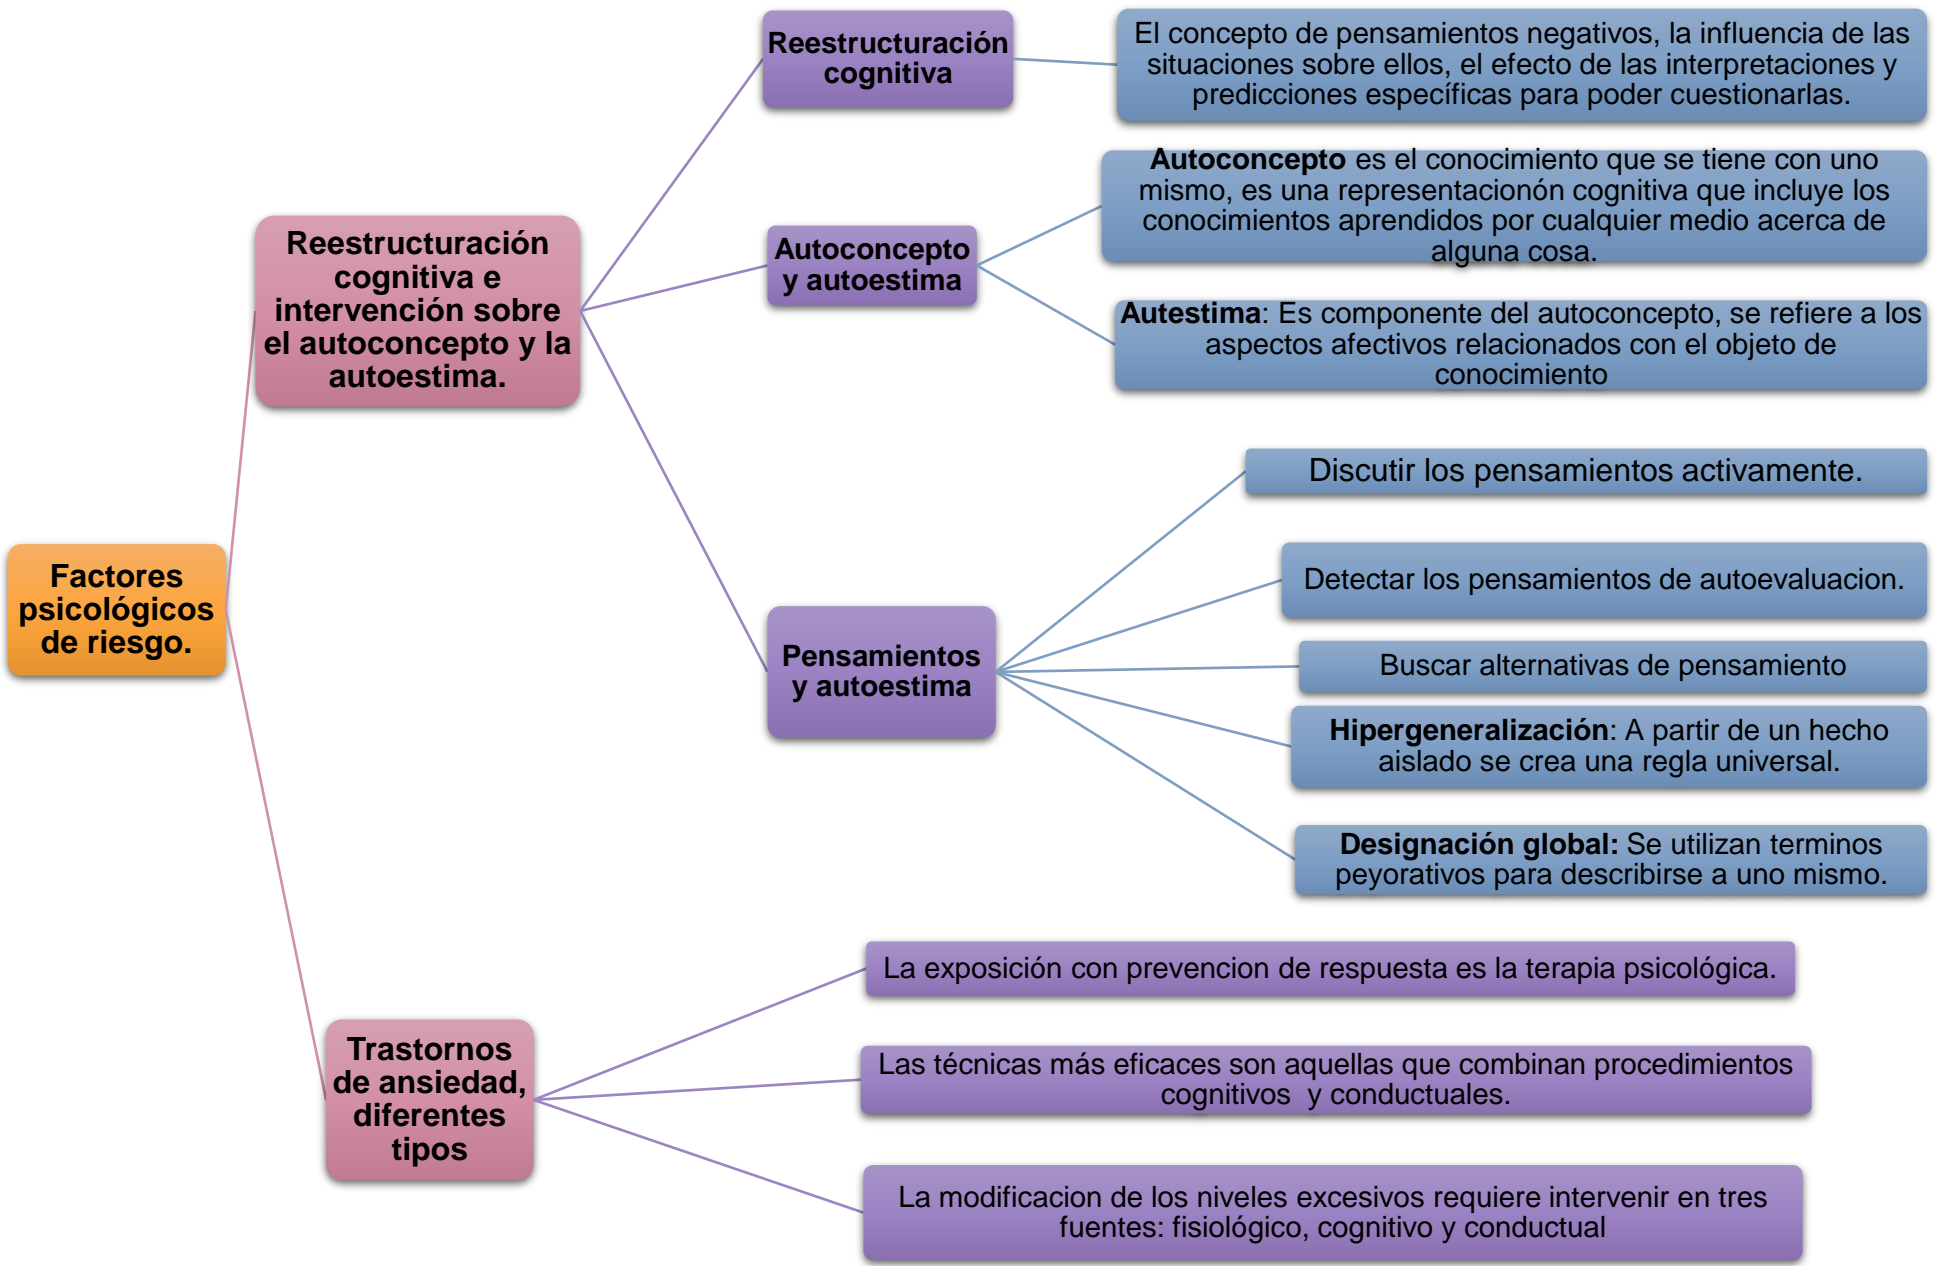 Factores
psicológicos
de riesgo.
Reestructuración
cognitiva e
intervención sobre
el autoconcepto y la
autoestima.
Reestructuración
cognitiva
El concepto de pensamientos negativos, la influencia de las
situaciones sobre ellos, el efecto de las interpretaciones y
predicciones específicas para poder cuestionarlas.
Autoconcepto
y autoestima
Autoconcepto es el conocimiento que se tiene con uno
mismo, es una representacionón cognitiva que incluye los
conocimientos aprendidos por cualquier medio acerca de
alguna cosa.
Autestima: Es componente del autoconcepto, se refiere a los
aspectos afectivos relacionados con el objeto de
conocimiento
Pensamientos
y autoestima
Discutir los pensamientos activamente.
Detectar los pensamientos de autoevaluacion.
Buscar alternativas de pensamiento
Hipergeneralización: A partir de un hecho
aislado se crea una regla universal.
Designación global: Se utilizan terminos
peyorativos para describirse a uno mismo.
Trastornos
de ansiedad,
diferentes
tipos
La exposición con prevencion de respuesta es la terapia psicológica.
Las técnicas más eficaces son aquellas que combinan procedimientos
cognitivos  y conductuales.
La modificacion de los niveles excesivos requiere intervenir en tres
fuentes: fisiológico, cognitivo y conductual